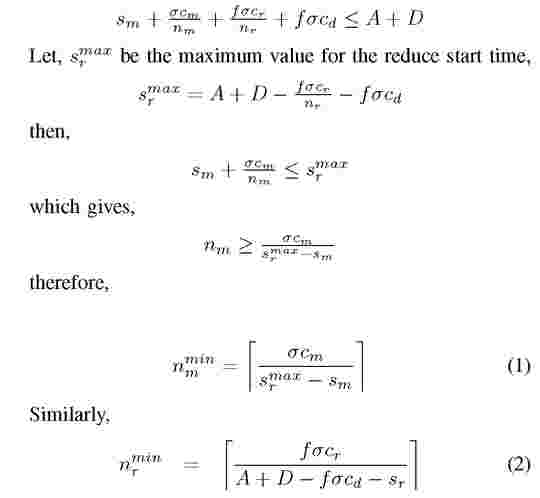 $s_m + \frac{\sigma c_m}{n_m} + \frac{f\sigma c_r}{n_r} + f\sigma c_d \leq A + D$
Let, $s_r^{max}$ be the maximum value for the reduce start time,
$s_r^{max} = A + D - \frac{f\sigma c_r}{n_r} - f\sigma c_d$
then,
$s_m + \frac{\sigma c_m}{n_m} \leq s_r^{max}$
which gives,
$n_m \geq \frac{\sigma c_m}{s_r^{max} - s_m}$
therefore,
$n_m^{min} = \left\lceil \frac{\sigma c_m}{s_r^{max} - s_m} \right\rceil$ (1)
Similarly,
$n_r^{min} = \left\lceil \frac{f\sigma c_r}{A + D - f\sigma c_d - s_r} \right\rceil$ (2)